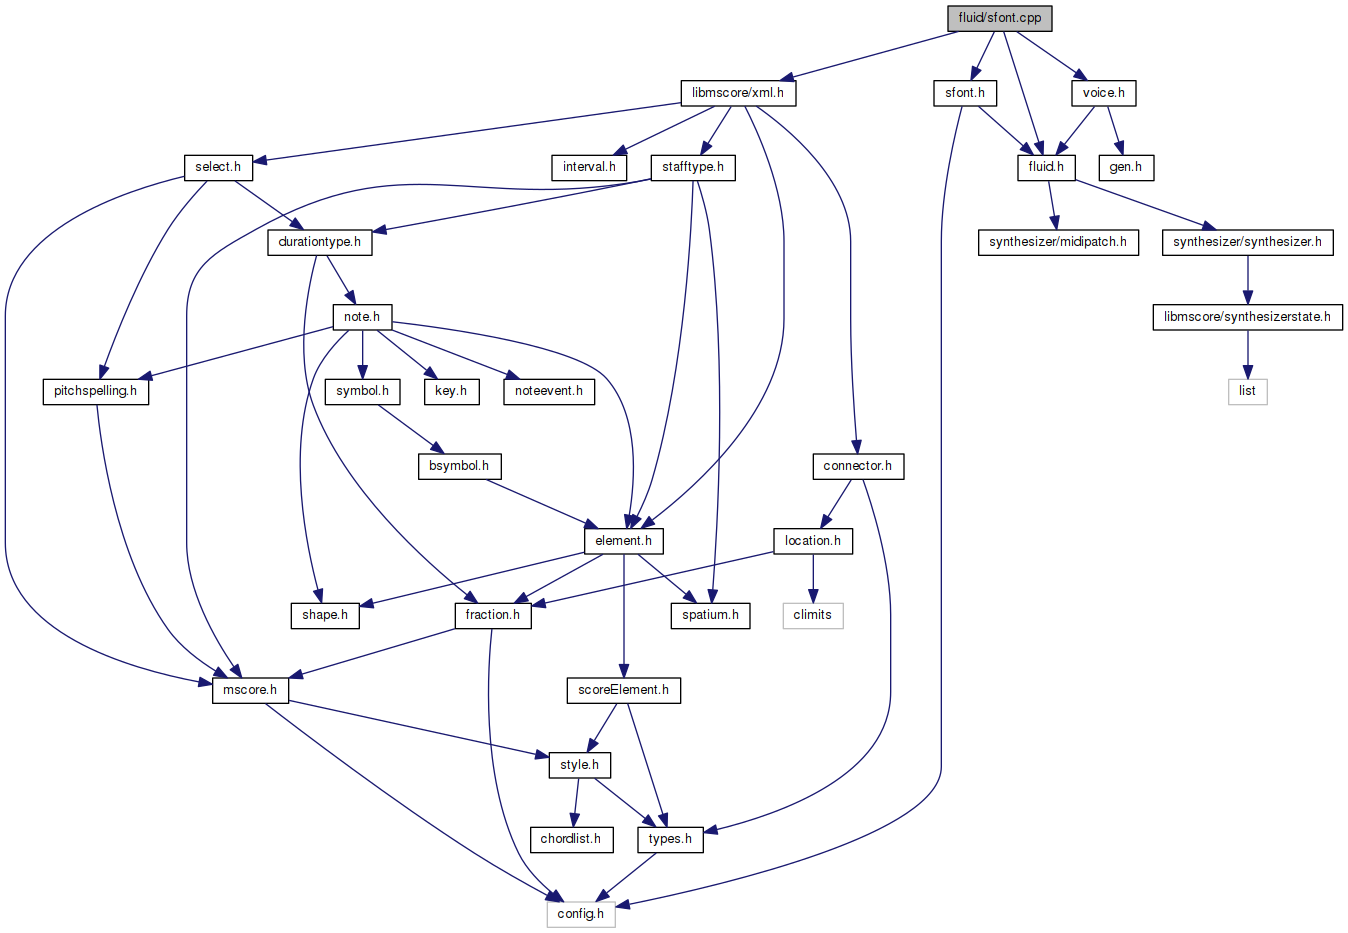 fluid/sfont.cpp
libmscore/xml.h
sfont.h
voice.h
select.h
interval.h
stafftype.h
fluid.h
gen.h
durationtype.h
synthesizer/midipatch.h
synthesizer/synthesizer.h
note.h
libmscore/synthesizerstate.h
pitchspelling.h
symbol.h
key.h
noteevent.h
list
bsymbol.h
connector.h
element.h
location.h
shape.h
fraction.h
spatium.h
climits
mscore.h
scoreElement.h
style.h
chordlist.h
types.h
config.h